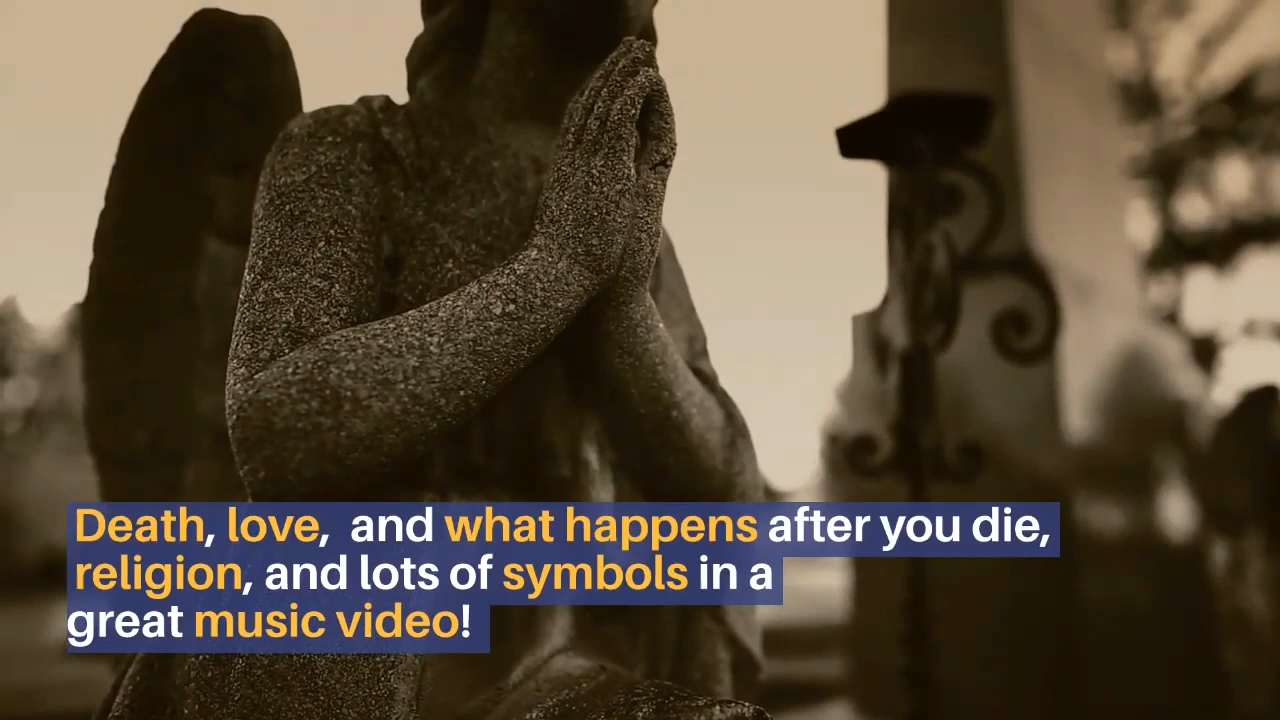 Death, love,  and what happens after you die,
religion, and lots of symbols in a
great music video!